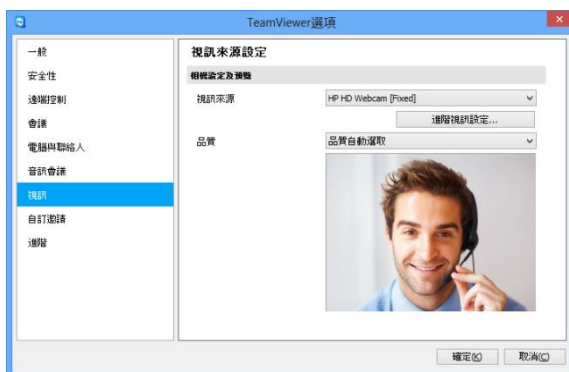 TeamViewer選項
一般
安全性
遠端控制
會議
電腦與聯絡人
音訊會議
視訊
自訂邀請
進階
視訊來源設定
相機設定及預覽
視訊來源
HP HD Webcam [Fixed]
進階視訊設定...
品質
品質自動選取
確定(K)
取消(C)